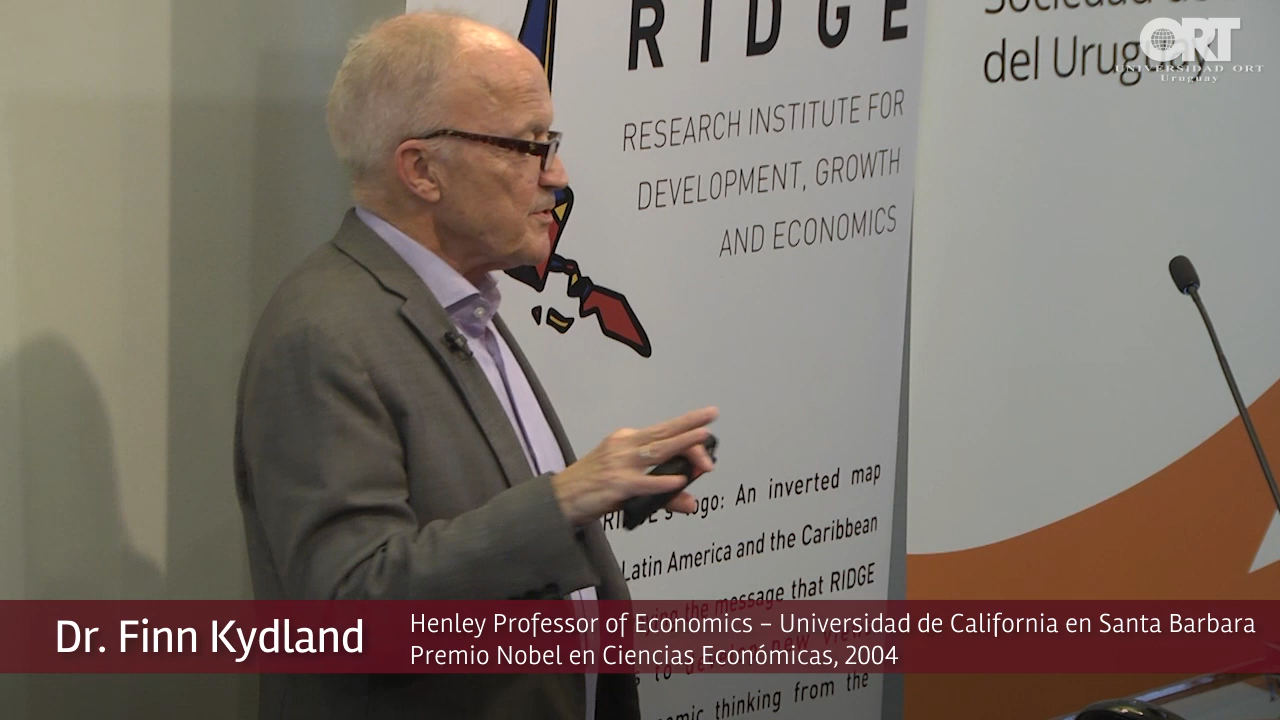 RIDGE
RESEARCH INSTITUTE FOR
DEVELOPMENT, GROWTH
AND ECONOMICS
logo: An inverted map
Latin America and the Caribbean
the message that RIDGE
to
thinking from the
del Uruguay
ORT
UNIVERSIDAD ORT
Uruguay
Dr. Finn Kydland
Henley Professor of Economics – Universidad de California en Santa Barbara
Premio Nobel en Ciencias Económicas, 2004